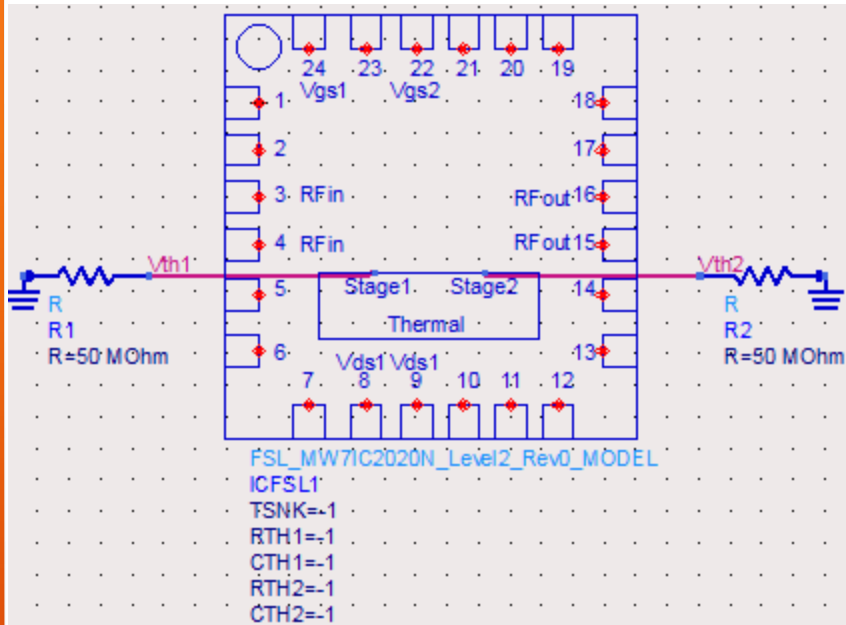 24 23 22 21 20 19
Vgs1 Vgs2
1 18
2 17
3 RFin RFout 16
4 RFin RFout 15
Vth1 Vth2
5 Stage1 Stage2 14
Thermal
R R
R1 R2
R=50 MOhm R=50 MOhm
6 13
Vds1 Vds1
7 8 9 10 11 12
FSL_MW7IC2020N_Level2_Rev0_MODEL
ICFSL1
TSNK=-1
RTH1=-1
CTH1=-1
RTH2=-1
CTH2=-1